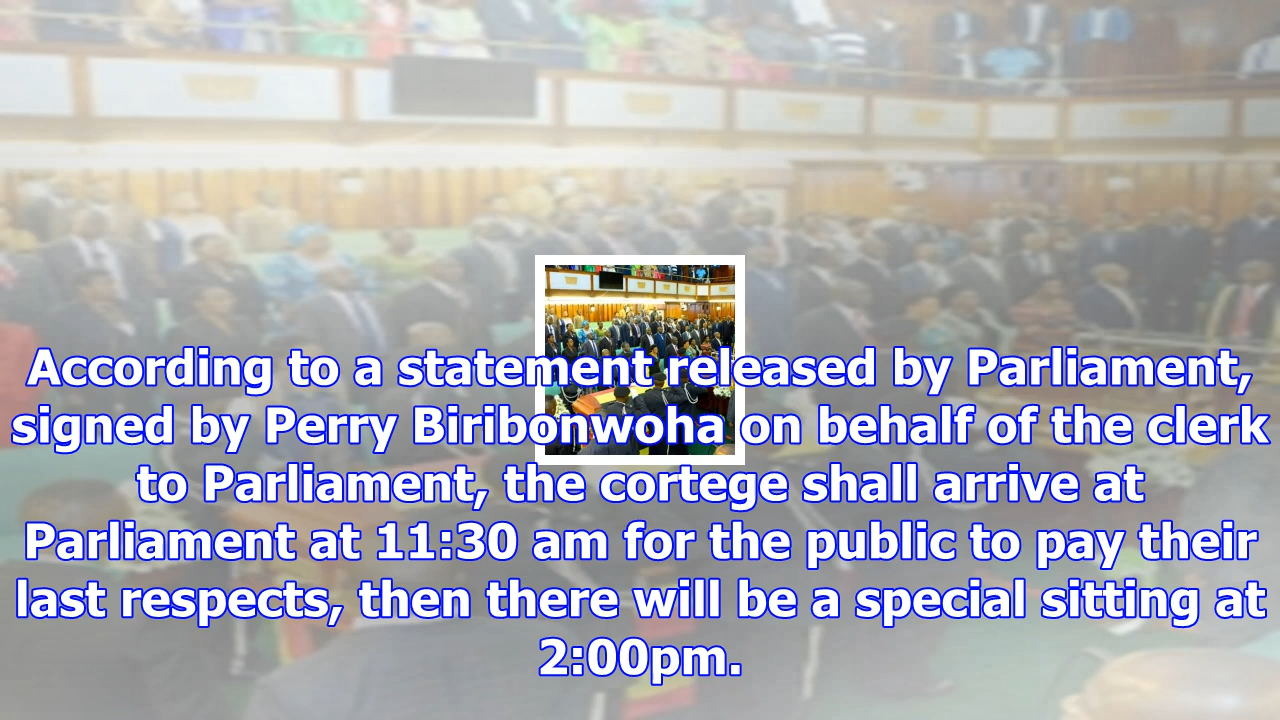 According to a statement released by Parliament,
signed by Perry Biribonwoha on behalf of the clerk
to Parliament, the cortege shall arrive at
Parliament at 11:30 am for the public to pay their
last respects, then there will be a special sitting at
2:00pm.